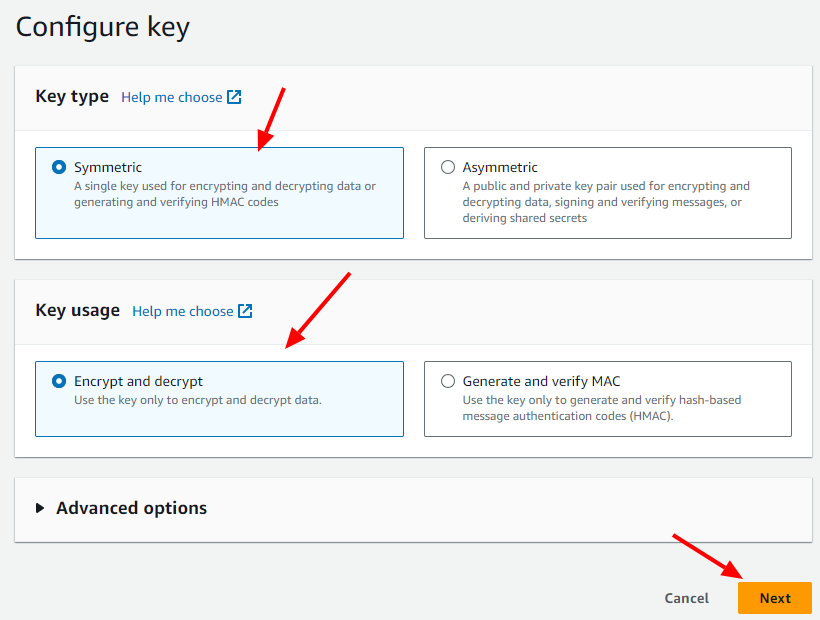 Configure key
Key type Help me choose
Symmetric
A single key used for encrypting and decrypting data or
generating and verifying HMAC codes
Asymmetric
A public and private key pair used for encrypting and
decrypting data, signing and verifying messages, or
deriving shared secrets
Key usage Help me choose
Encrypt and decrypt
Use the key only to encrypt and decrypt data.
Generate and verify MAC
Use the key only to generate and verify hash-based
message authentication codes (HMAC).
Advanced options
Cancel Next